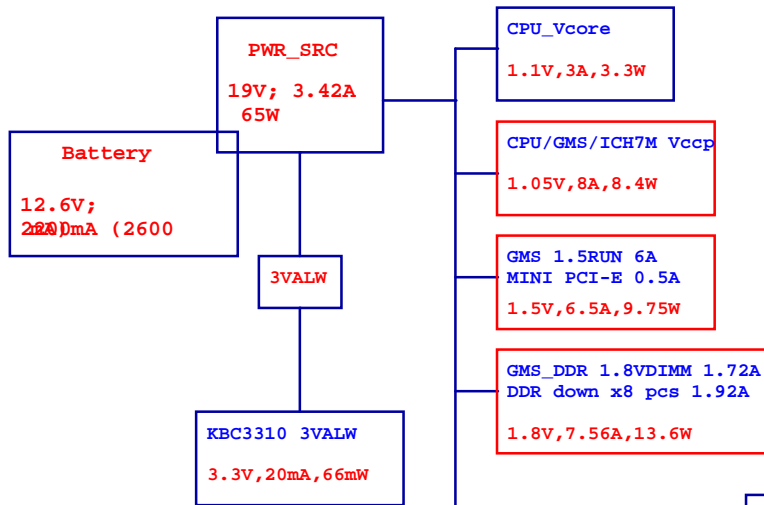 PWR_SRC
19V; 3.42A
65W
Battery
12.6V;
(2600
3VALW
KBC3310 3VALW
3.3V,20mA,66mW
CPU_Vcore
1.1V,3A,3.3W
CPU/GMS/ICH7M Vccp
1.05V,8A,8.4W
GMS 1.5RUN 6A
MINI PCI-E 0.5A
1.5V,6.5A,9.75W
GMS_DDR 1.8VDIMM 1.72A
DDR down x8 pcs 1.92A
1.8V,7.56A,13.6W